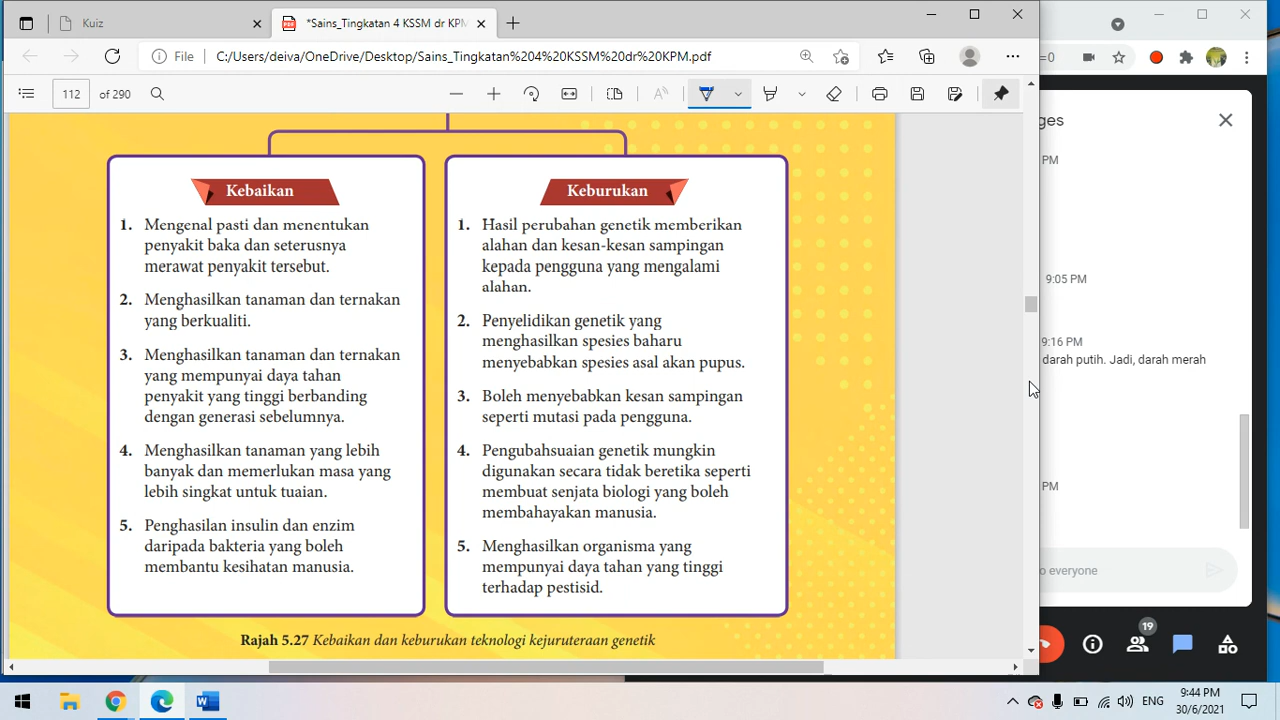 Kuiz
*Sains_Tingkatan 4 KSSM dr KPM
File
C:/Users/deiva/OneDrive/Desktop/Sains_Tingkatan%204%20KSSM%20dr%20KPM.pdf
=0
112 of 290
ges
PM
9:05 PM
9:16 PM
darah putih. Jadi, darah merah
PM
o everyone
19
Kebaikan
1. Mengenal pasti dan menentukan
penyakit baka dan seterusnya
merawat penyakit tersebut.
2. Menghasilkan tanaman dan ternakan
yang berkualiti.
3. Menghasilkan tanaman dan ternakan
yang mempunyai daya tahan
penyakit yang tinggi berbanding
dengan generasi sebelumnya.
4. Menghasilkan tanaman yang lebih
banyak dan memerlukan masa yang
lebih singkat untuk tuaian.
5. Penghasilan insulin dan enzim
daripada bakteria yang boleh
membantu kesihatan manusia.
Keburukan
1. Hasil perubahan genetik memberikan
alahan dan kesan-kesan sampingan
kepada pengguna yang mengalami
alahan.
2. Penyelidikan genetik yang
menghasilkan spesies baharu
menyebabkan spesies asal akan pupus.
3. Boleh menyebabkan kesan sampingan
seperti mutasi pada pengguna.
4. Pengubahsuaian genetik mungkin
digunakan secara tidak beretika seperti
membuat senjata biologi yang boleh
membahayakan manusia.
5. Menghasilkan organisma yang
mempunyai daya tahan yang tinggi
terhadap pestisid.
Rajah 5.27 Kebaikan dan keburukan teknologi kejuruteraan genetik
ENG
9:44 PM
30/6/2021